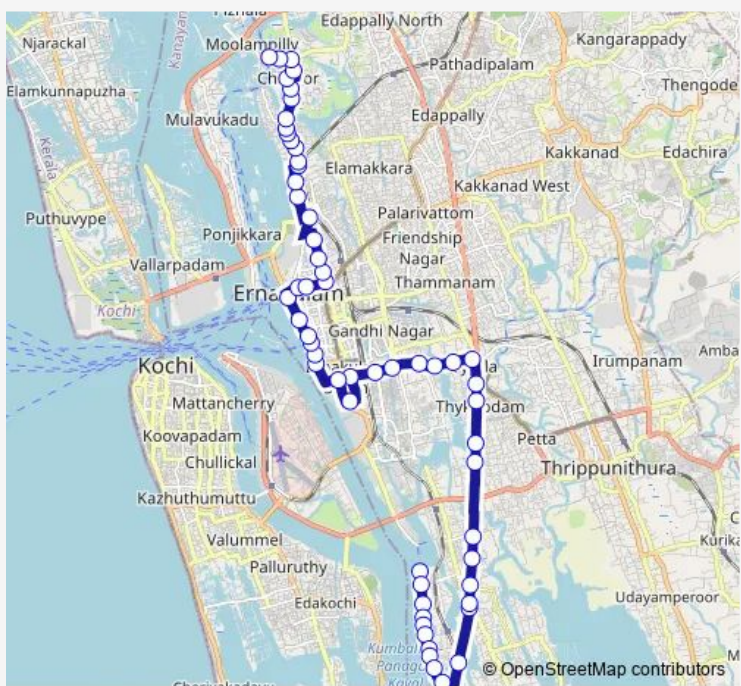 Edappally North
Njarackal
Moolampilly
Kangarappady
Kanayan
Pathadipalam
Thengode
Elamkunnapuzha
Mulavukadu
Edappally
Kerala
Elamakkara
Kakkanad
Edachira
Kakkanad West
Puthuvype
Palarivattom
Ponjikkara
Friendship
Nagar
Vallarpadam
Thammanam
Kochi
Gandhi Nagar
Irumpanam
Kochi
Mattancherry
Koovapadam
Petta
Chullickal
Thrippunithura
Kazhuthumuttu
Valummel
Palluruthy
Edakochi
Udayamperoor
Kumbal
© OpenStreetMap contributors